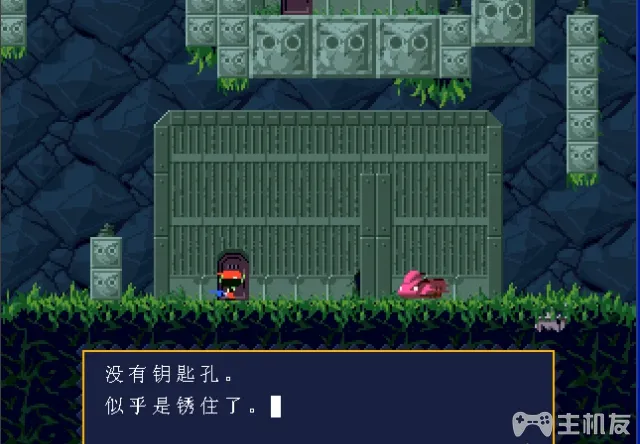 没有钥匙孔。
似乎是锈住了。
主机友